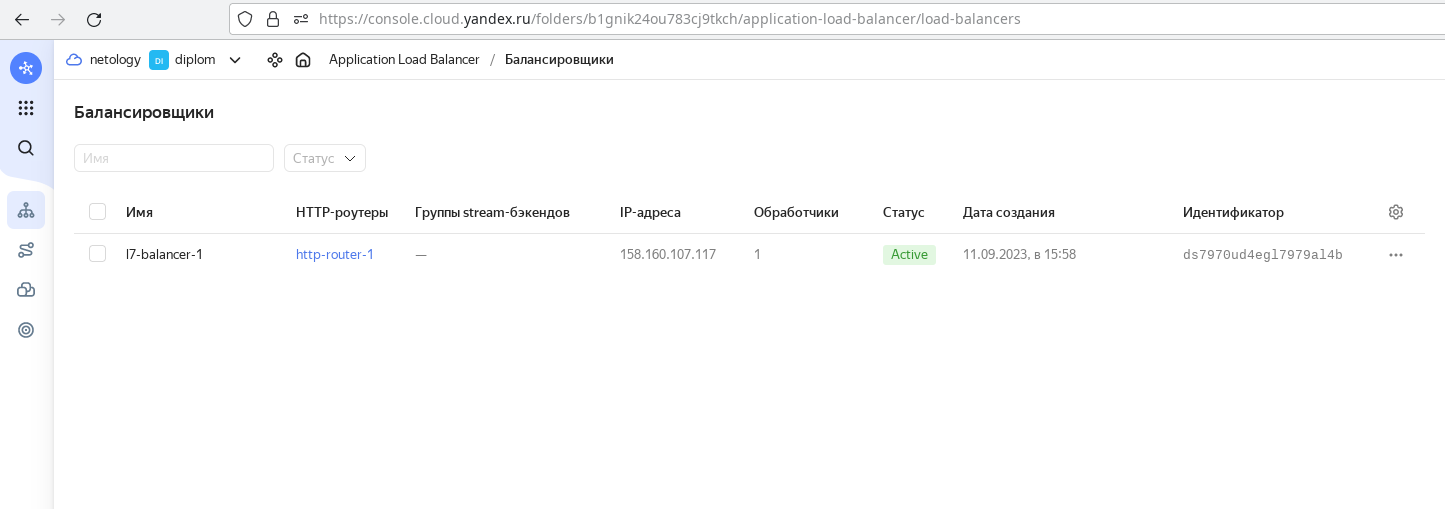 https://console.cloud.yandex.ru/folders/b1gnik24ou783cj9tkch/application-load-balancer/load-balancers
netology DI diplom Application Load Balancer / Балансировщики
Балансировщики
Имя Статус
Имя HTTP-роутеры Группы stream-бэкендов IP-адреса Обработчики Статус Дата создания Идентификатор
l7-balancer-1 http-router-1 — 158.160.107.117 1 Active 11.09.2023, в 15:58 ds7970ud4egl7979al4b